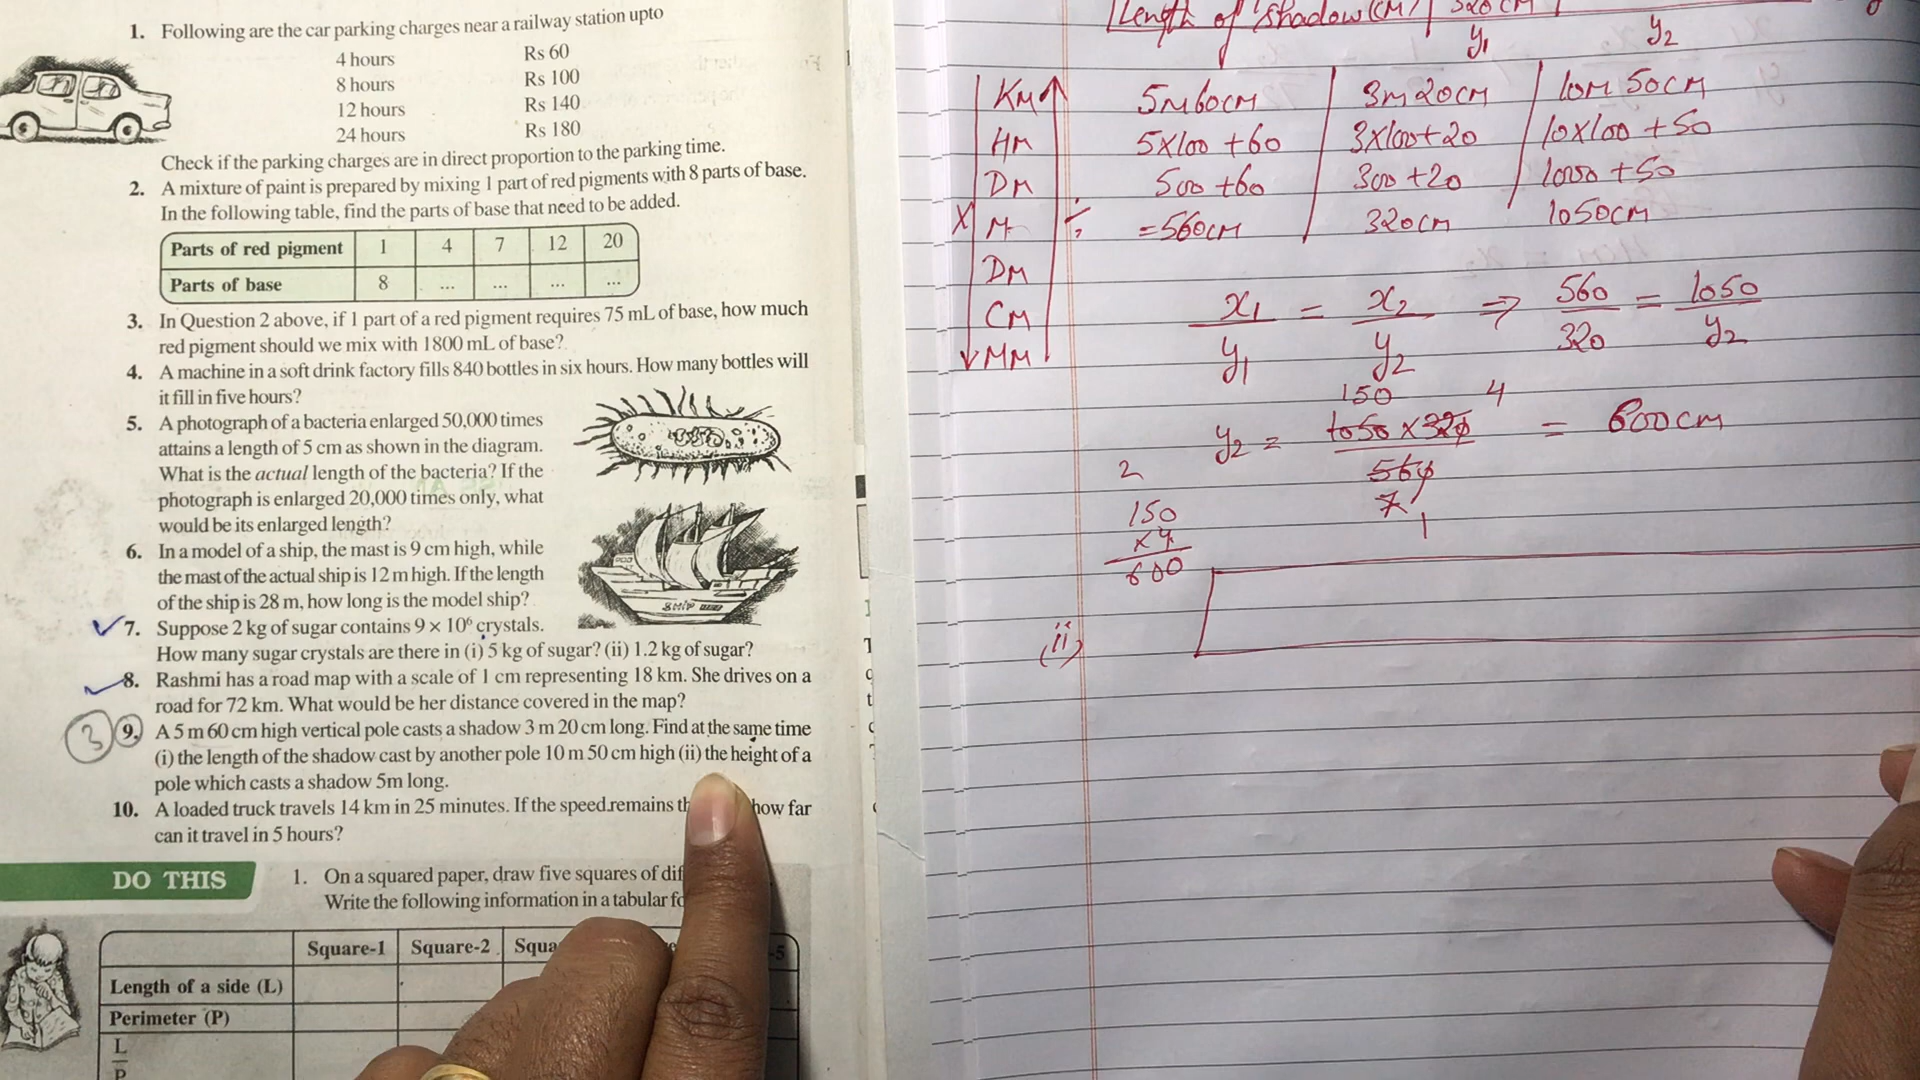 1. Following are the car parking charges near a railway station upto
4 hours Rs 60
8 hours Rs 100
12 hours Rs 140
24 hours Rs 180
Check if the parking charges are in direct proportion to the parking time.
2. A mixture of paint is prepared by mixing 1 part of red pigments with 8 parts of base.
In the following table, find the parts of base that need to be added.
Parts of red pigment 1 4 7 12 20
Parts of base 8 ... ... ... ...
3. In Question 2 above, if 1 part of a red pigment requires 75 mL of base, how much
red pigment should we mix with 1800 mL of base?
4. A machine in a soft drink factory fills 840 bottles in six hours. How many bottles will
it fill in five hours?
5. A photograph of a bacteria enlarged 50,000 times
attains a length of 5 cm as shown in the diagram.
What is the actual length of the bacteria? If the
photograph is enlarged 20,000 times only, what
would be its enlarged length?
6. In a model of a ship, the mast is 9 cm high, while
the mast of the actual ship is 12 m high. If the length
of the ship is 28 m, how long is the model ship?
SHIP
7. Suppose 2 kg of sugar contains 9 × 10⁶ crystals.
How many sugar crystals are there in (i) 5 kg of sugar? (ii) 1.2 kg of sugar?
8. Rashmi has a road map with a scale of 1 cm representing 18 km. She drives on a
road for 72 km. What would be her distance covered in the map?
3 9. A 5 m 60 cm high vertical pole casts a shadow 3 m 20 cm long. Find at the same time
(i) the length of the shadow cast by another pole 10 m 50 cm high (ii) the height of a
pole which casts a shadow 5m long.
10. A loaded truck travels 14 km in 25 minutes. If the speed remains how far
can it travel in 5 hours?
DO THIS
1. On a squared paper, draw five squares of dif
Write the following information in a tabular fo
Square-1 Square-2 Squa -5
Length of a side (L)
Perimeter (P)
L
P
Length of Shadow (CM) 320 CM
y₁ y₂
KM 5M 60CM 3M 20CM 10M 50CM
HM 5X100 + 60 3X100+20 10X100 + 50
DM 500 +60 300 +20 1000 + 50
X M ÷ =560CM 320CM 1050CM
DM
CM
MM
x₁/y₁ = x₂/y₂ ⇒ 560/320 = 1050/y₂
150 4
y₂ = 1050 X 320 / 560 = 600 CM
7
1
2
150
X 4
600
(ii)